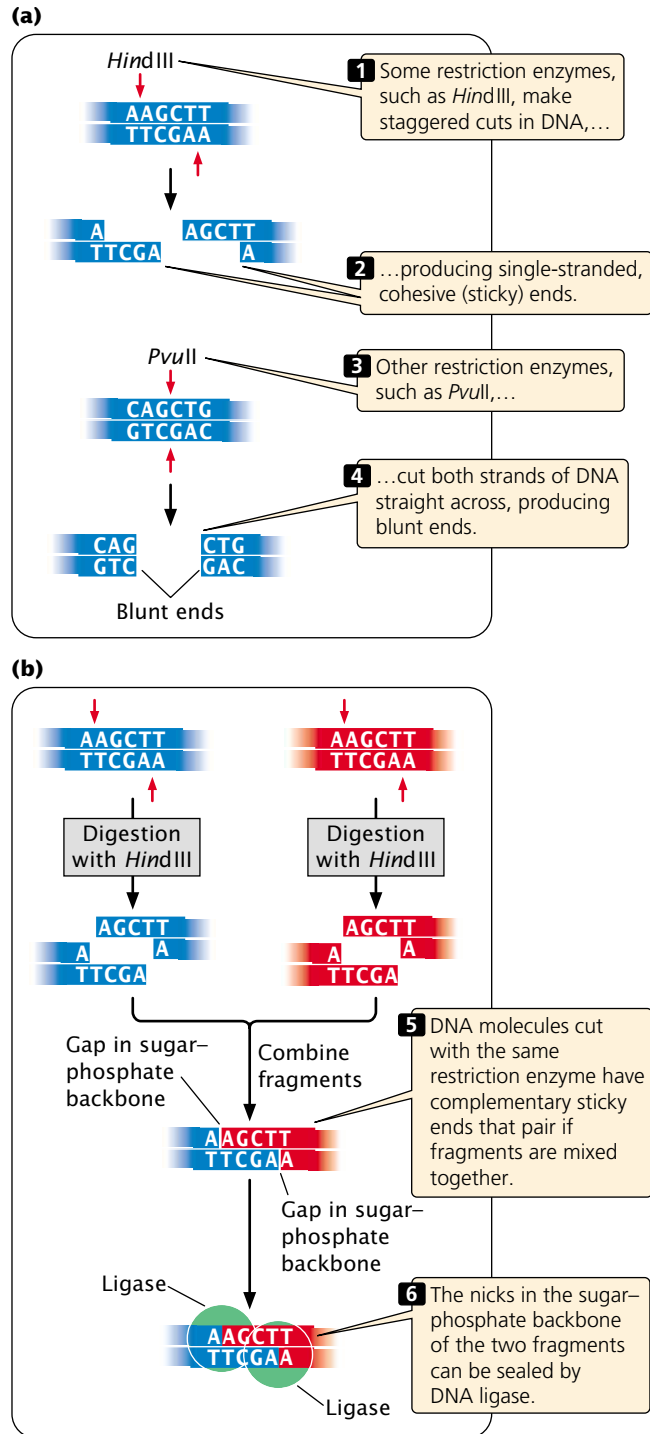 (a)
HindIII
1 Some restriction enzymes,
such as HindIII, make
staggered cuts in DNA,…
AAGCTT
TTCGAA
A AGCTT
TTCGA A
2 …producing single-stranded,
cohesive (sticky) ends.
PvuII
3 Other restriction enzymes,
such as PvuII,…
CAGCTG
GTCGAC
4 …cut both strands of DNA
straight across, producing
blunt ends.
CAG CTG
GTC GAC
Blunt ends
(b)
AAGCTT
TTCGAA
AAGCTT
TTCGAA
Digestion
with HindIII
Digestion
with HindIII
AGCTT
A A
TTCGA
AGCTT
A A
TTCGA
Gap in sugar–
phosphate
backbone
Combine
fragments
5 DNA molecules cut
with the same
restriction enzyme have
complementary sticky
ends that pair if
fragments are mixed
together.
AAGCTT
TTCGAA
Gap in sugar–
phosphate
backbone
Ligase
AAGCTT
TTCGAA
Ligase
6 The nicks in the sugar–
phosphate backbone
of the two fragments
can be sealed by
DNA ligase.